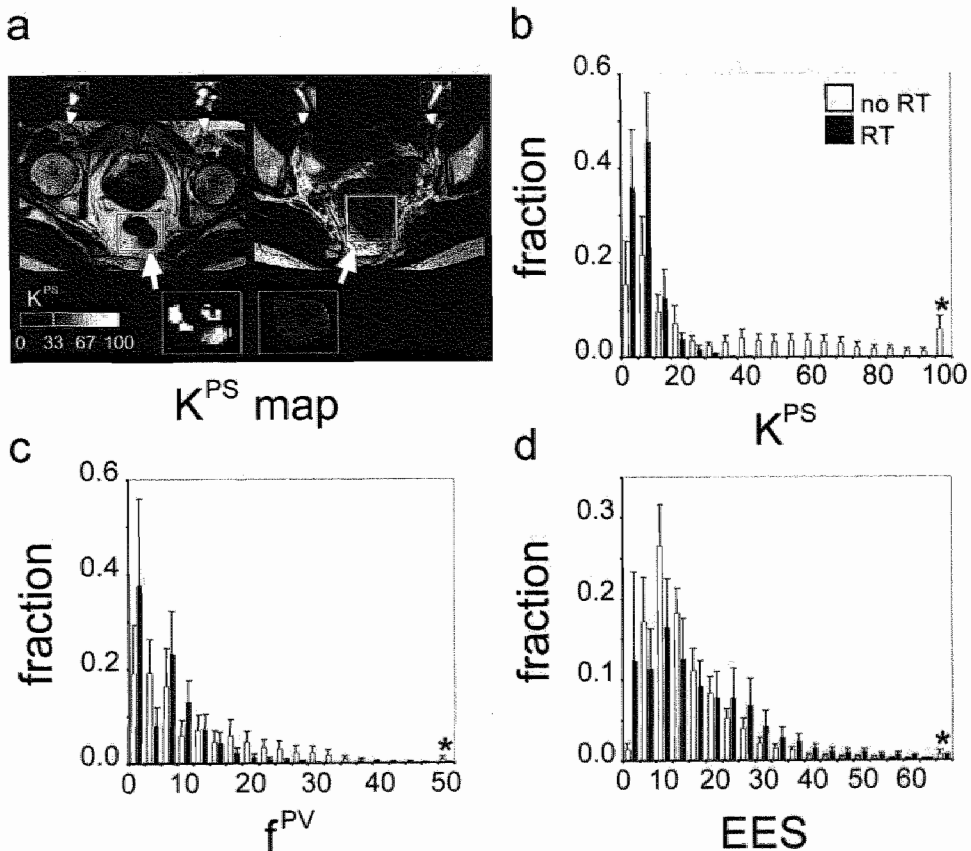 a
K^PS
0 33 67 100
K^PS map
b
fraction
0.6
0.4
0.2
0.0
no RT
RT
*
0 20 40 60 80 100
K^PS
c
fraction
0.6
0.4
0.2
0.0
*
0 10 20 30 40 50
f^PV
d
fraction
0.3
0.2
0.1
0.0
*
0 10 20 30 40 50 60
EES